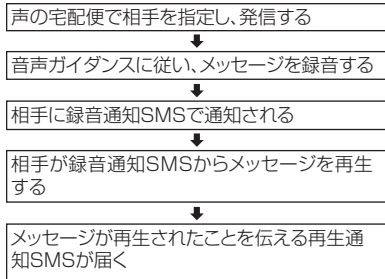 声の宅配便で相手を指定し、発信する
音声ガイダンスに従い、メッセージを録音する
相手に録音通知SMSで通知される
相手が録音通知SMSからメッセージを再生
する
メッセージが再生されたことを伝える再生通
知SMSが届く